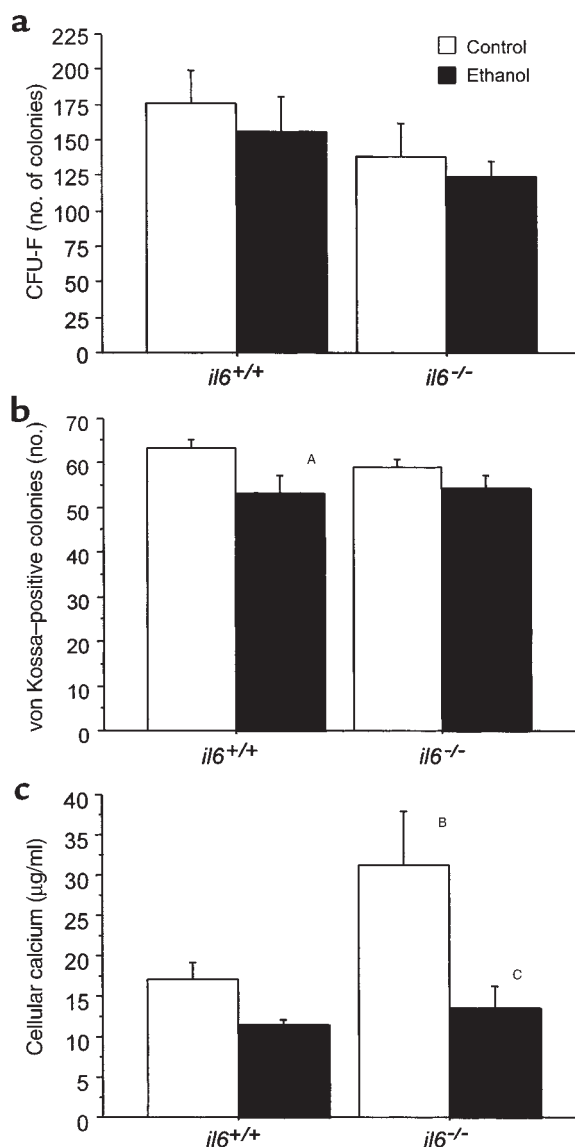 a
CFU-F (no. of colonies)
225
200
175
150
125
100
75
50
25
0
Control
Ethanol
il6+/+
il6-/-
b
von Kossa–positive colonies (no.)
70
60
50
40
30
20
10
0
A
il6+/+
il6-/-
c
Cellular calcium (µg/ml)
40
35
30
25
20
15
10
5
0
B
C
il6+/+
il6-/-